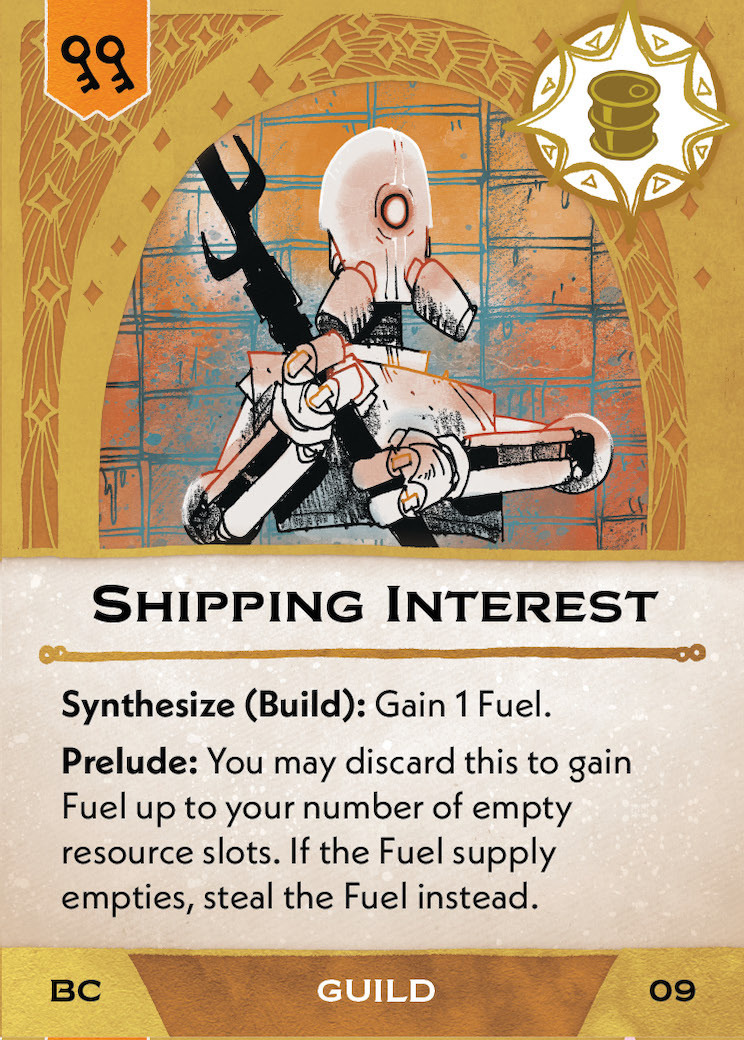 Shipping Interest
Synthesize (Build): Gain 1 Fuel.
Prelude: You may discard this to gain
Fuel up to your number of empty
resource slots. If the Fuel supply
empties, steal the Fuel instead.
BC GUILD 09